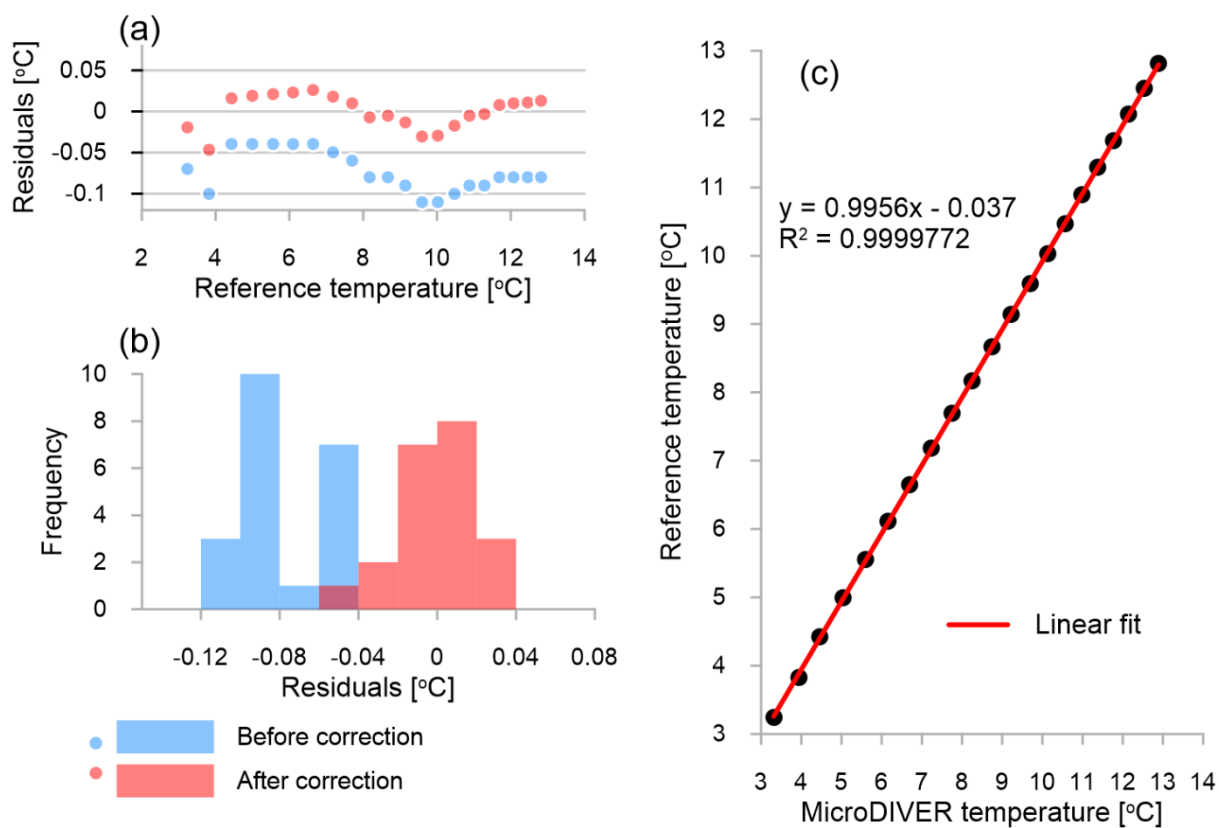 (a)
Residuals [°C]
0.05
0
-0.05
-0.1
2 4 6 8 10 12 14
Reference temperature [°C]
(b)
Frequency
10
8
6
4
2
0
-0.12 -0.08 -0.04 0 0.04 0.08
Residuals [°C]
Before correction
After correction
(c)
Reference temperature [°C]
13
12
11
10
9
8
7
6
5
4
3
y = 0.9956x - 0.037
R² = 0.9999772
Linear fit
3 4 5 6 7 8 9 10 11 12 13 14
MicroDIVER temperature [°C]